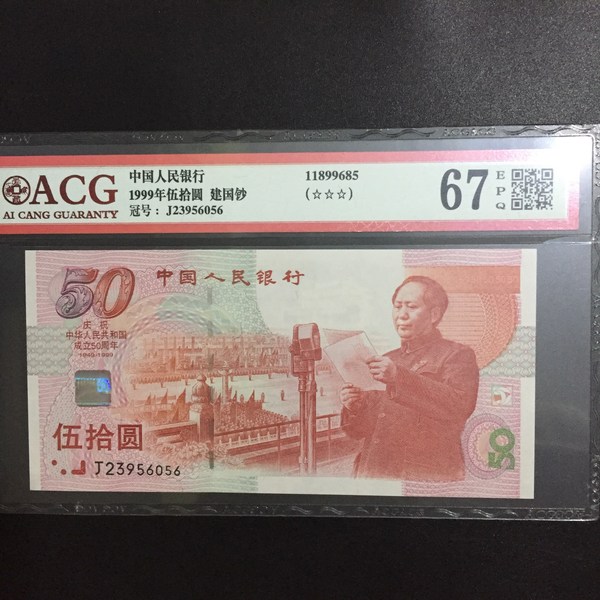 ACG
AI CANG GUARANTY
中国人民银行
1999年伍拾圆 建国钞
冠号：J23956056
11899685
(☆☆☆)
67
E
P
Q
50
中国人民银行
庆祝
中华人民共和国
成立50周年
1949/1999
伍拾圆
J23956056
50